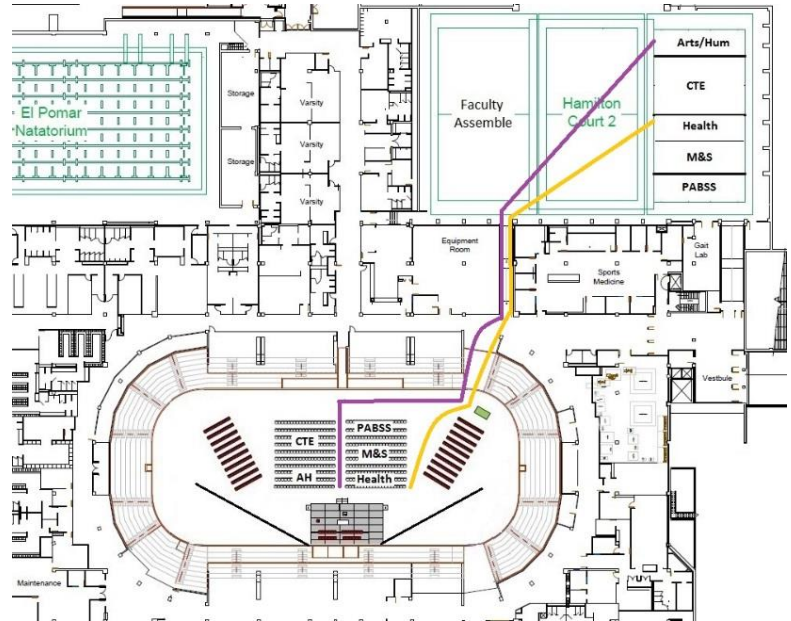 El Pomar
Natatorium
Storage
Storage
Varsity
Varsity
Varsity
Faculty
Assemble
Hamilton
Court 2
Arts/Hum
CTE
Health
M&S
PABSS
Equipment
Room
Sports
Medicine
Gait
Lab
Vestbule
CTE
AH
PABSS
M&S
Health
Maintenance